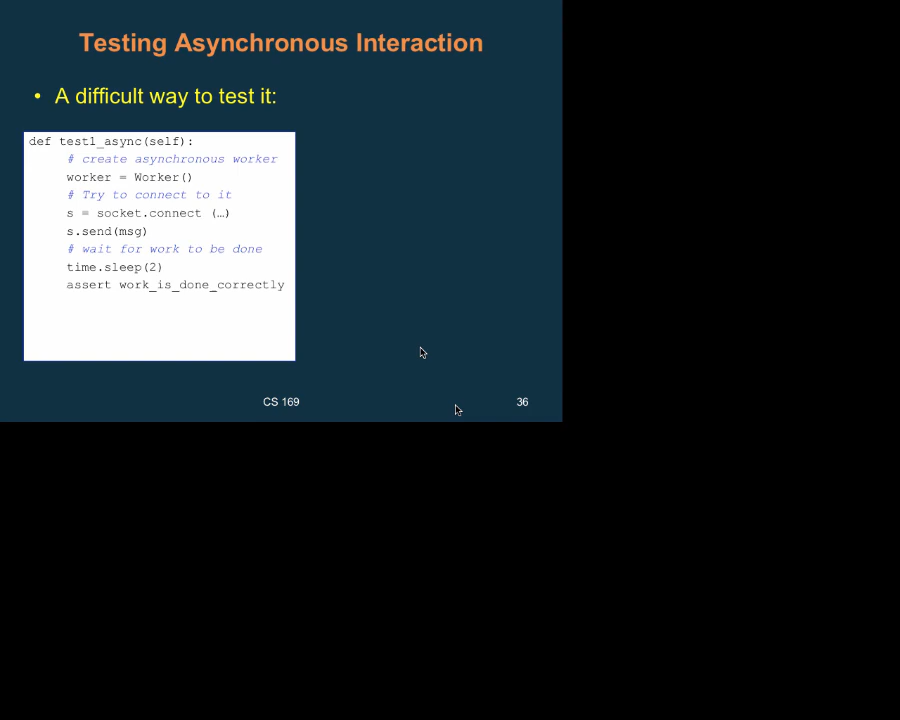 Testing Asynchronous Interaction
• A difficult way to test it:
def test1_async(self):
# create asynchronous worker
worker = Worker()
# Try to connect to it
s = socket.connect (…)
s.send(msg)
# wait for work to be done
time.sleep(2)
assert work_is_done_correctly
CS 169
36